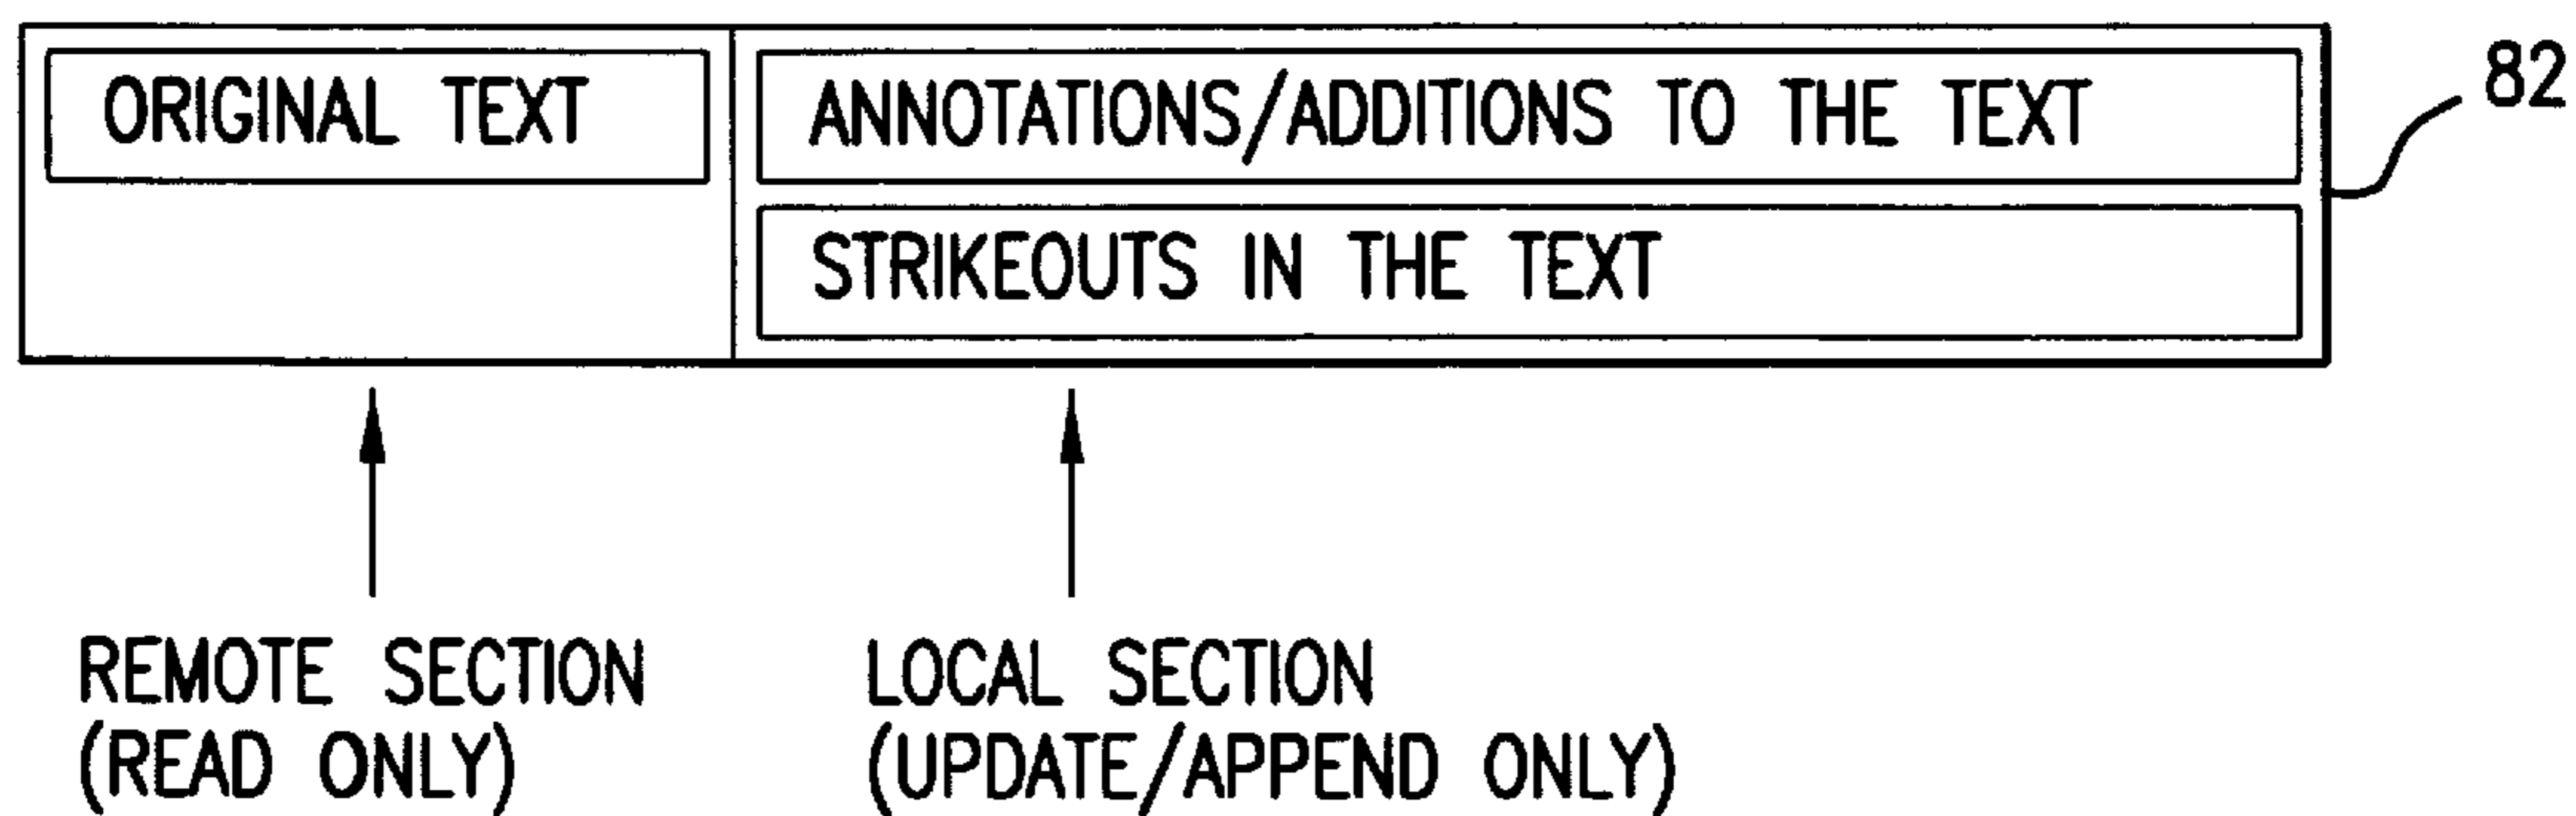 ORIGINAL TEXT
ANNOTATIONS/ADDITIONS TO THE TEXT
82
STRIKEOUTS IN THE TEXT
REMOTE SECTION
(READ ONLY)
LOCAL SECTION
(UPDATE/APPEND ONLY)